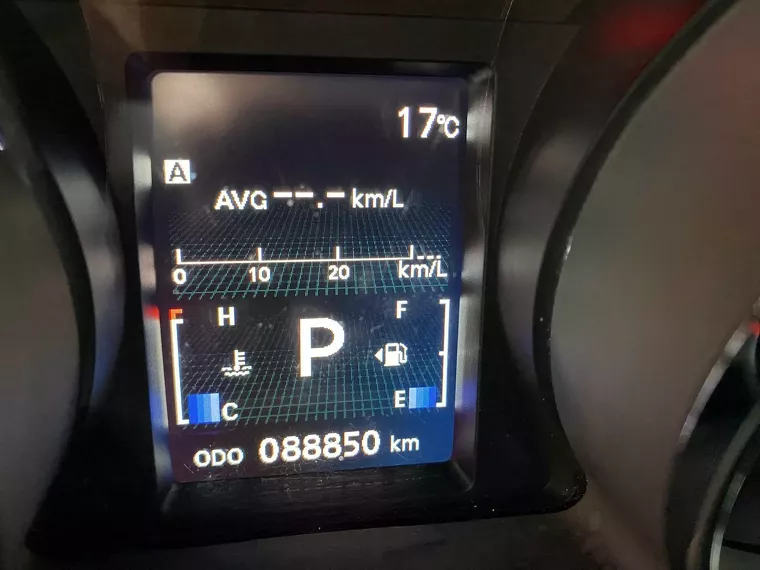 17°C
A
AVG --.- km/L
0 10 20 km/L
H P F
C E
ODO 088850 km